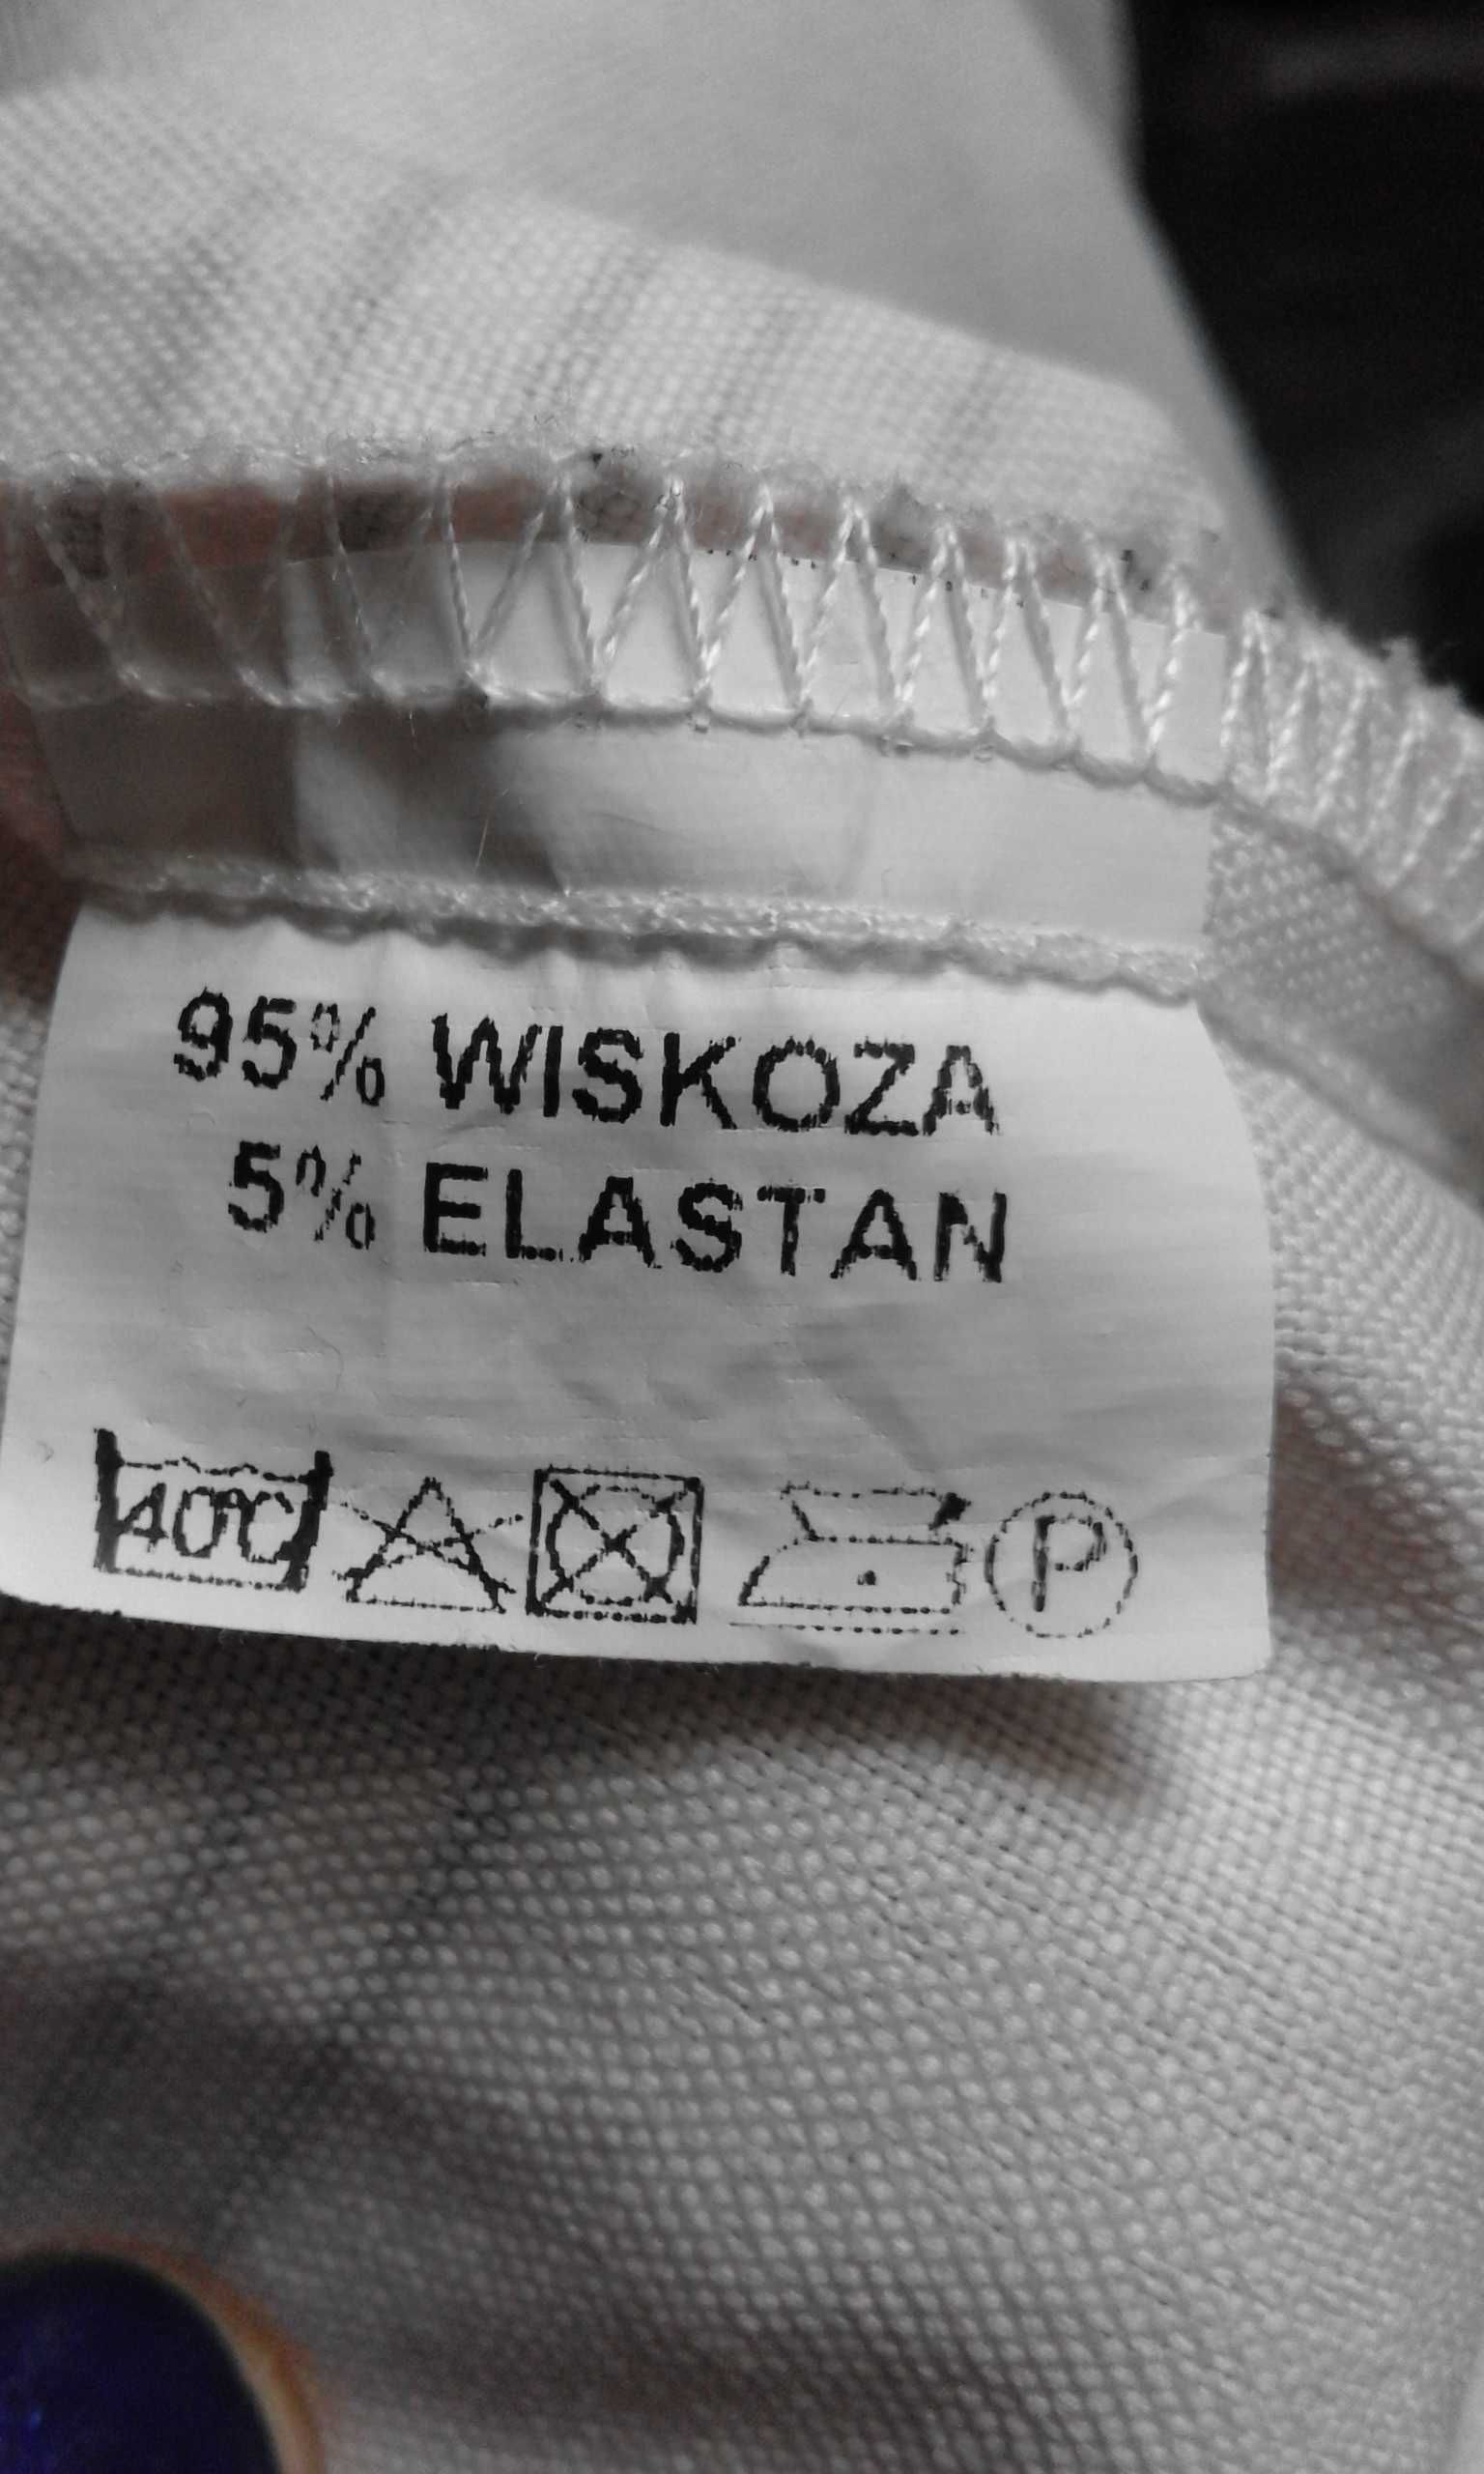 95% WISKOZA
5% ELASTAN
40°C P